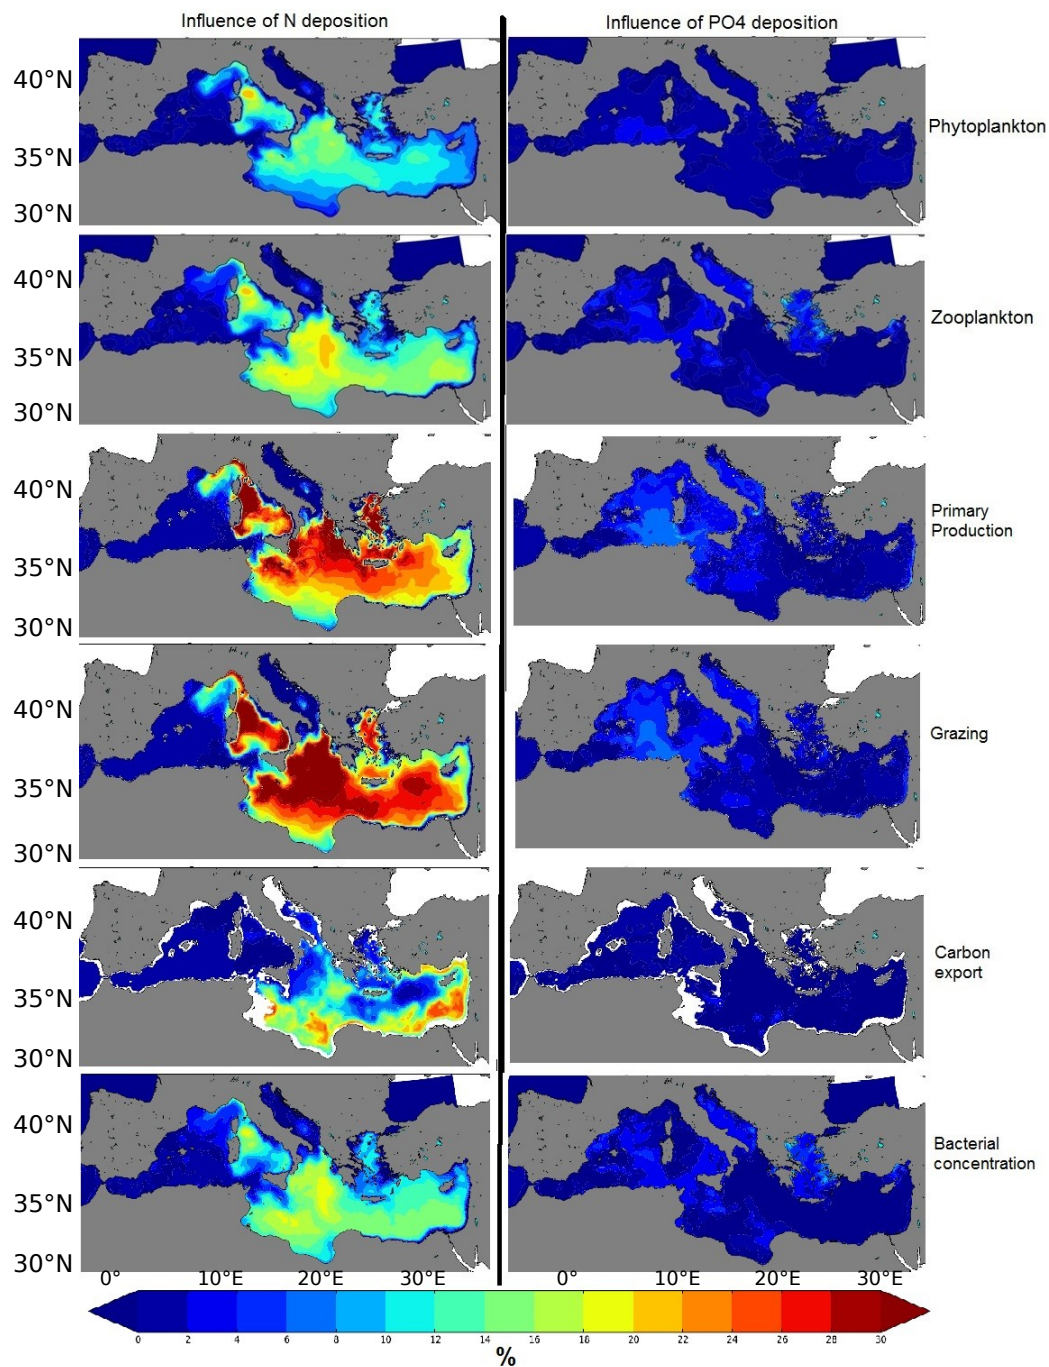 Influence of N deposition
Influence of PO4 deposition
40°N
35°N
30°N
Phytoplankton
40°N
35°N
30°N
Zooplankton
40°N
35°N
30°N
Primary
Production
40°N
35°N
30°N
Grazing
40°N
35°N
30°N
Carbon
export
40°N
35°N
30°N
Bacterial
concentration
0° 10°E 20°E 30°E
0° 10°E 20°E 30°E
0 2 4 6 8 10 12 14 16 18 20 22 24 26 28 30
%